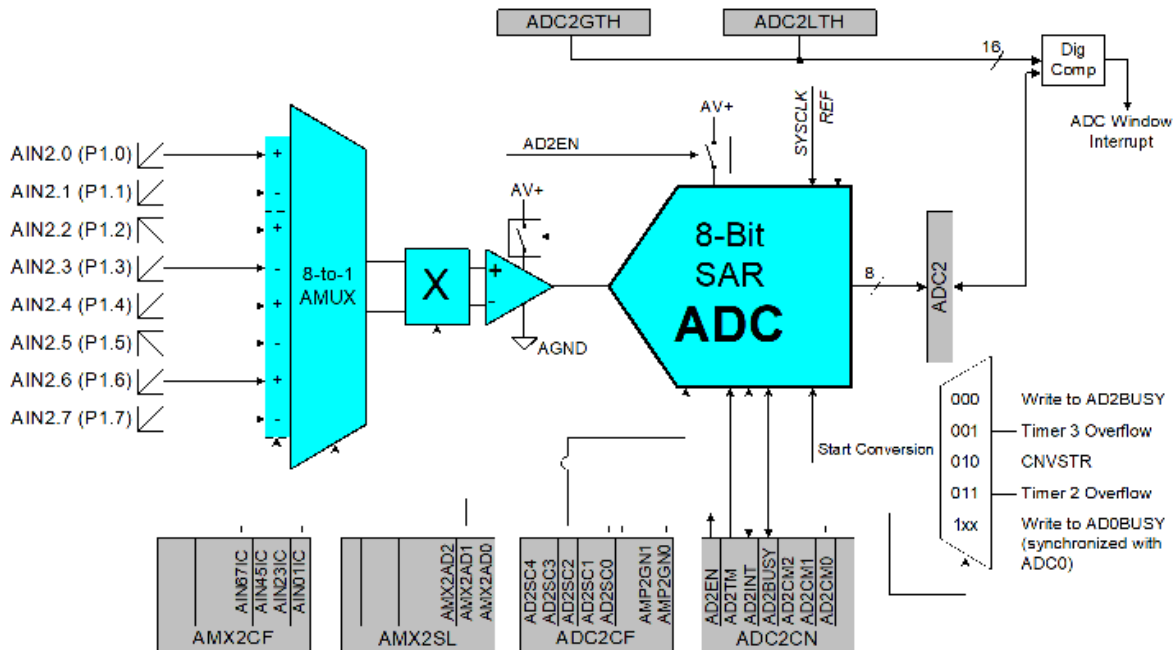 ADC2GTH
ADC2LTH
16
Dig
Comp
ADC Window
Interrupt
AV+
SYSCLK
REF
AD2EN
AIN2.0 (P1.0)
AIN2.1 (P1.1)
AIN2.2 (P1.2)
AIN2.3 (P1.3)
AIN2.4 (P1.4)
AIN2.5 (P1.5)
AIN2.6 (P1.6)
AIN2.7 (P1.7)
+
-
+
-
+
-
+
-
8-to-1
AMUX
X
AV+
+
-
AGND
8-Bit
SAR
ADC
8
ADC2
Start Conversion
000 Write to AD2BUSY
001 Timer 3 Overflow
010 CNVSTR
011 Timer 2 Overflow
1xx Write to AD0BUSY
(synchronized with
ADC0)
AIN67IC
AIN45IC
AIN23IC
AIN01IC
AMX2CF
AMX2AD2
AMX2AD1
AMX2AD0
AMX2SL
AD2SC4
AD2SC3
AD2SC2
AD2SC1
AD2SC0
AMP2GN1
AMP2GN0
ADC2CF
AD2EN
AD2TM
AD2INT
AD2BUSY
AD2CM2
AD2CM1
AD2CM0
ADC2CN